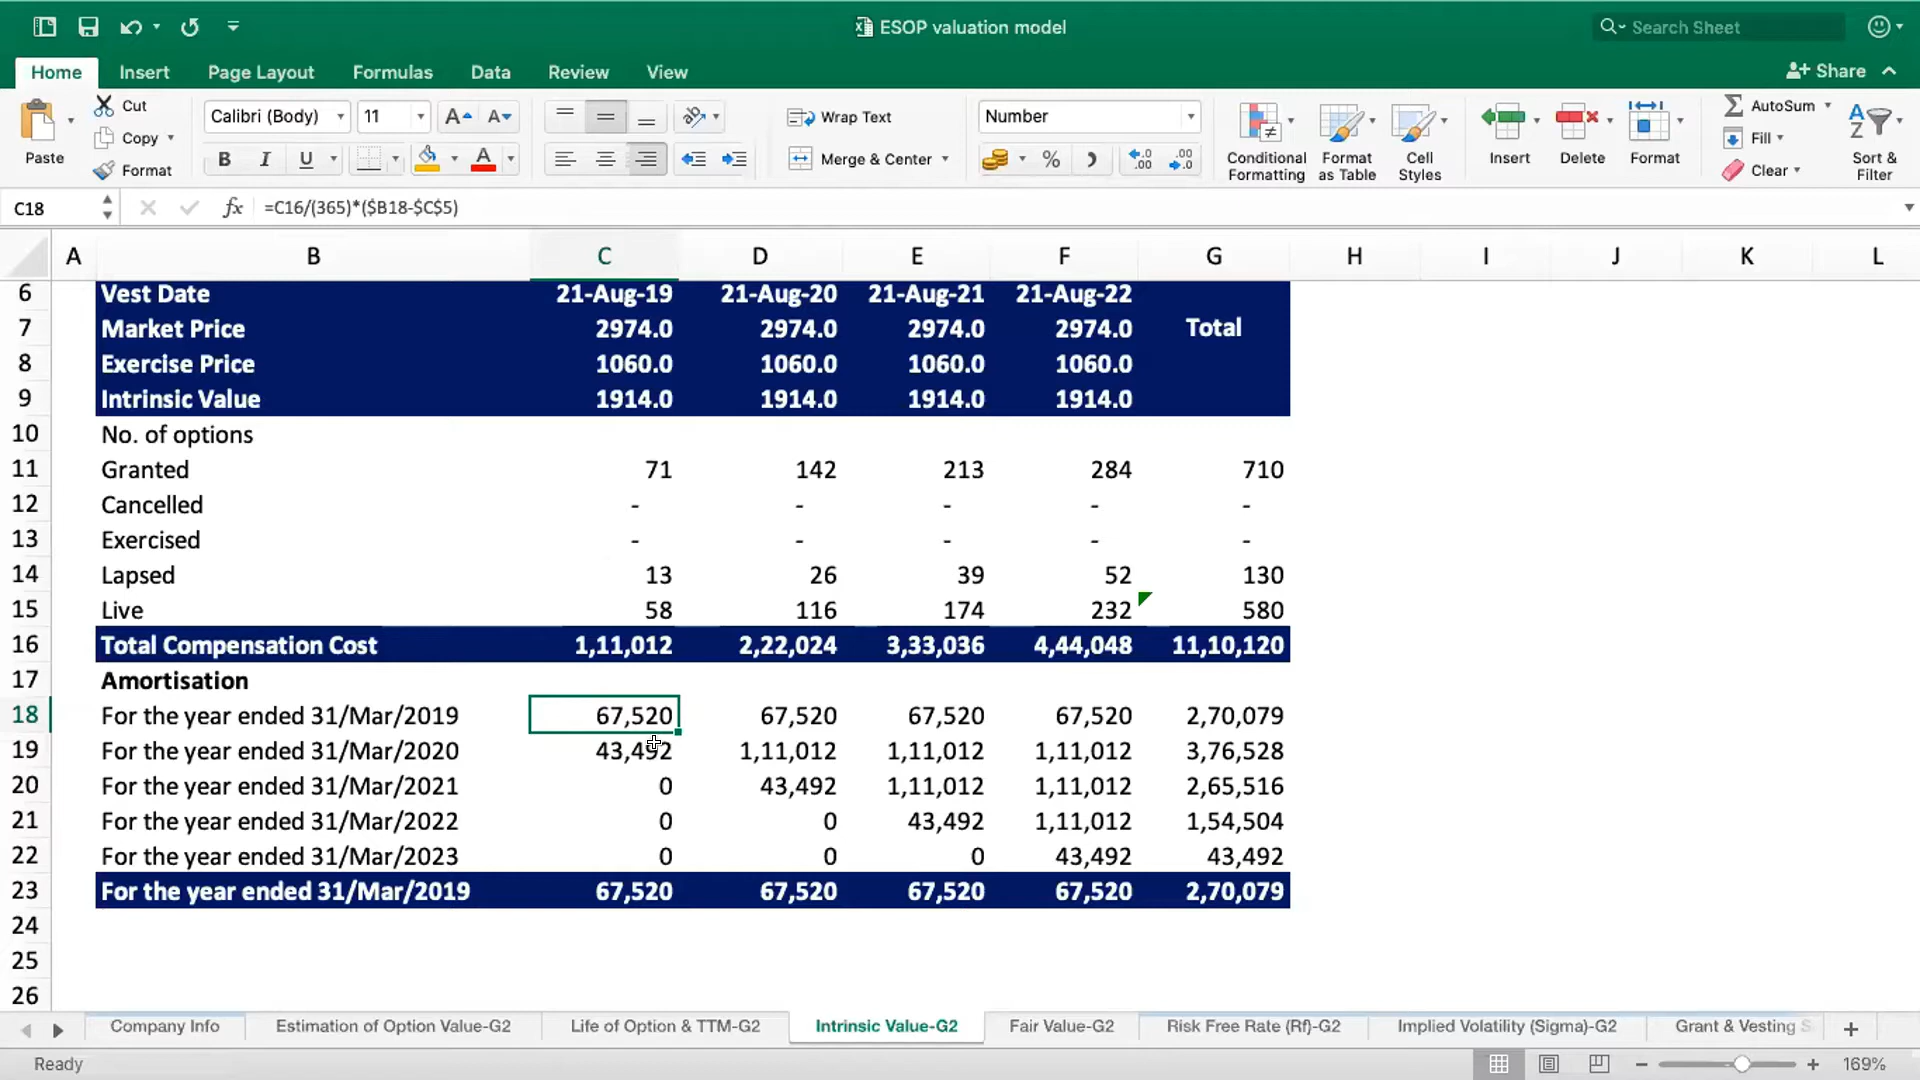 ESOP valuation model
Search Sheet
Home Insert Page Layout Formulas Data Review View
Share
Paste
Cut
Copy
Format
Calibri (Body) 11
B I U
Wrap Text
Merge & Center
Number
%
Conditional Formatting
Format as Table
Cell Styles
Insert
Delete
Format
AutoSum
Fill
Clear
Sort & Filter
C18 fx =C16/(365)*($B18-$C$5)
A B C D E F G H I J K L
6 Vest Date 21-Aug-19 21-Aug-20 21-Aug-21 21-Aug-22
7 Market Price 2974.0 2974.0 2974.0 2974.0 Total
8 Exercise Price 1060.0 1060.0 1060.0 1060.0
9 Intrinsic Value 1914.0 1914.0 1914.0 1914.0
10 No. of options
11 Granted 71 142 213 284 710
12 Cancelled - - - - -
13 Exercised - - - - -
14 Lapsed 13 26 39 52 130
15 Live 58 116 174 232 580
16 Total Compensation Cost 1,11,012 2,22,024 3,33,036 4,44,048 11,10,120
17 Amortisation
18 For the year ended 31/Mar/2019 67,520 67,520 67,520 67,520 2,70,079
19 For the year ended 31/Mar/2020 43,492 1,11,012 1,11,012 1,11,012 3,76,528
20 For the year ended 31/Mar/2021 0 43,492 1,11,012 1,11,012 2,65,516
21 For the year ended 31/Mar/2022 0 0 43,492 1,11,012 1,54,504
22 For the year ended 31/Mar/2023 0 0 0 43,492 43,492
23 For the year ended 31/Mar/2019 67,520 67,520 67,520 67,520 2,70,079
24
25
26
Company Info Estimation of Option Value-G2 Life of Option & TTM-G2 Intrinsic Value-G2 Fair Value-G2 Risk Free Rate (Rf)-G2 Implied Volatility (Sigma)-G2 Grant & Vesting
Ready 169%